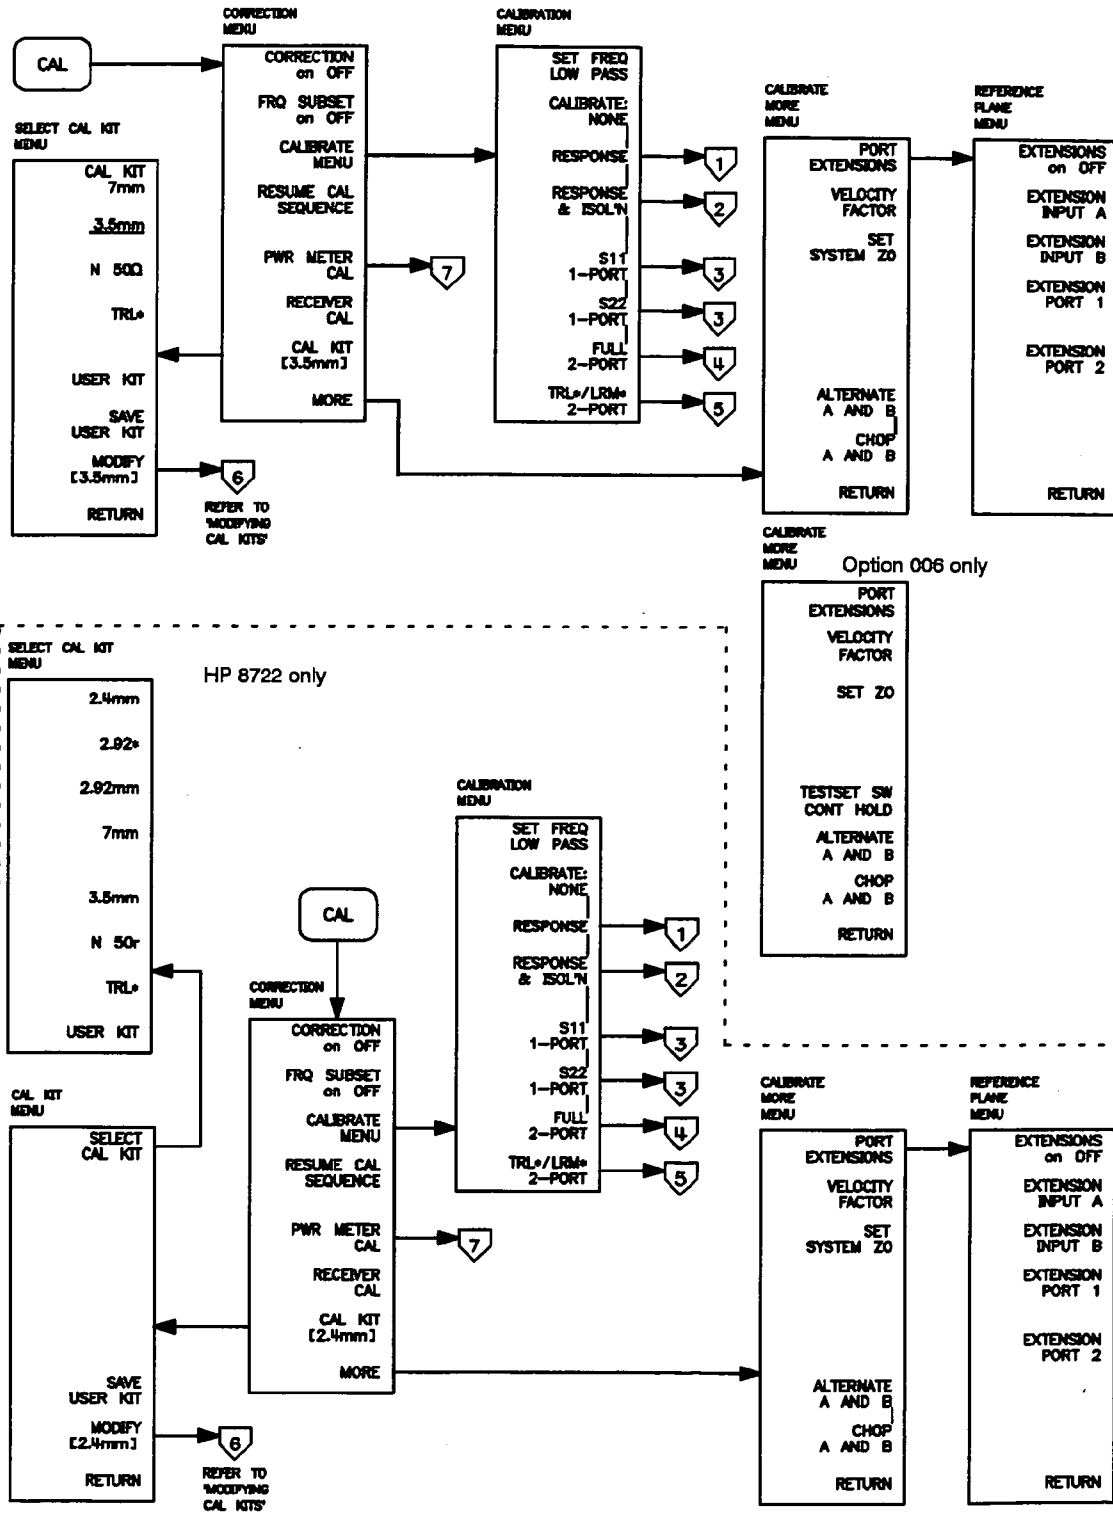 CAL
CORRECTION
MENU
CORRECTION
on OFF
FRQ SUBSET
on OFF
CALIBRATE
MENU
RESUME CAL
SEQUENCE
PWR METER
CAL
RECEIVER
CAL
CAL KIT
[3.5mm]
MORE
7
CALIBRATION
MENU
SET FREQ
LOW PASS
CALIBRATE:
NONE
RESPONSE
RESPONSE
& ISOL'N
S11
1-PORT
S22
1-PORT
FULL
2-PORT
TRL*/LRM*
2-PORT
1
2
3
3
4
5
SELECT CAL KIT
MENU
CAL KIT
7mm
3.5mm
N 50Ω
TRL*
USER KIT
SAVE
USER KIT
MODIFY
[3.5mm]
RETURN
6
REFER TO
'MODIFYING
CAL KITS'
CALIBRATE
MORE
MENU
PORT
EXTENSIONS
VELOCITY
FACTOR
SET
SYSTEM Z0
ALTERNATE
A AND B
CHOP
A AND B
RETURN
REFERENCE
PLANE
MENU
EXTENSIONS
on OFF
EXTENSION
INPUT A
EXTENSION
INPUT B
EXTENSION
PORT 1
EXTENSION
PORT 2
RETURN
CALIBRATE
MORE
MENU
Option 006 only
PORT
EXTENSIONS
VELOCITY
FACTOR
SET Z0
TESTSET SW
CONT HOLD
ALTERNATE
A AND B
CHOP
A AND B
RETURN
HP 8722 only
SELECT CAL KIT
MENU
2.4mm
2.92*
2.92mm
7mm
3.5mm
N 50r
TRL*
USER KIT
CAL
CORRECTION
MENU
CORRECTION
on OFF
FRQ SUBSET
on OFF
CALIBRATE
MENU
RESUME CAL
SEQUENCE
PWR METER
CAL
RECEIVER
CAL
CAL KIT
[2.4mm]
MORE
7
CALIBRATION
MENU
SET FREQ
LOW PASS
CALIBRATE:
NONE
RESPONSE
RESPONSE
& ISOL'N
S11
1-PORT
S22
1-PORT
FULL
2-PORT
TRL*/LRM*
2-PORT
1
2
3
3
4
5
CAL KIT
MENU
SELECT
CAL KIT
SAVE
USER KIT
MODIFY
[2.4mm]
RETURN
6
REFER TO
'MODIFYING
CAL KITS'
CALIBRATE
MORE
MENU
PORT
EXTENSIONS
VELOCITY
FACTOR
SET
SYSTEM Z0
ALTERNATE
A AND B
CHOP
A AND B
RETURN
REFERENCE
PLANE
MENU
EXTENSIONS
on OFF
EXTENSION
INPUT A
EXTENSION
INPUT B
EXTENSION
PORT 1
EXTENSION
PORT 2
RETURN